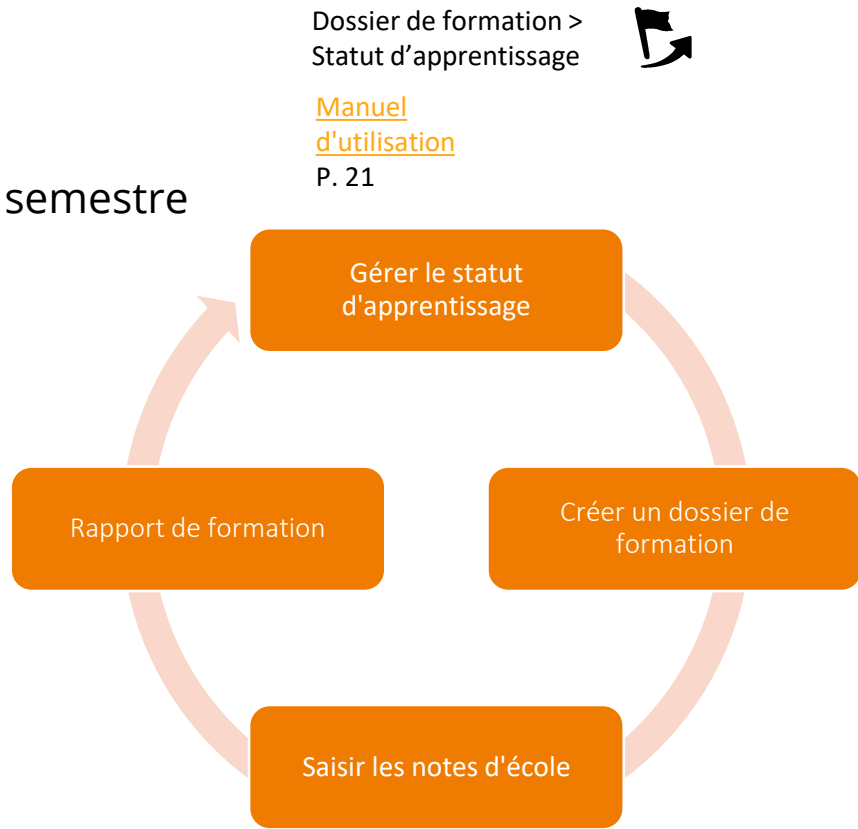 Dossier de formation >
Statut d’apprentissage
Manuel
d'utilisation
P. 21
semestre
Gérer le statut
d'apprentissage
Rapport de formation
Créer un dossier de
formation
Saisir les notes d'école